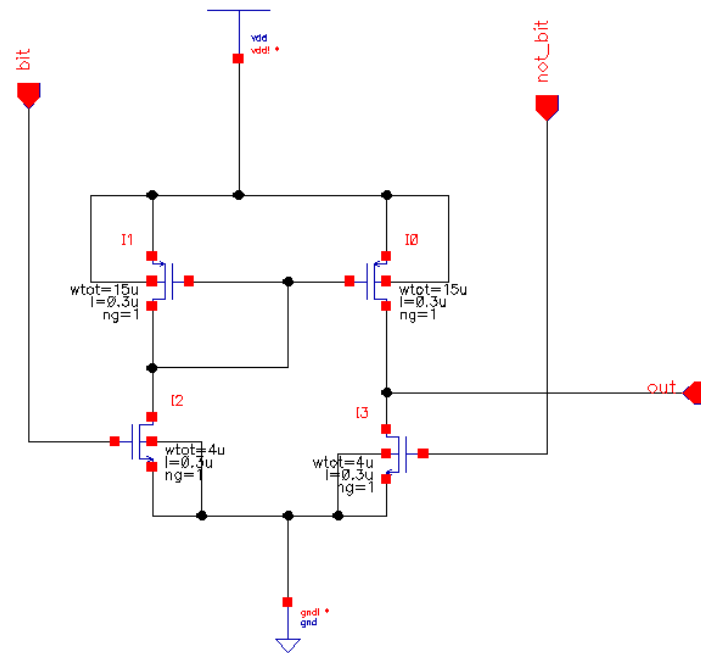 vdd
vdd! *
bit
not_bit
I1
I0
wtot=15u
l=0.3u
ng=1
wtot=15u
l=0.3u
ng=1
I2
I3
out
wtot=4u
l=0.3u
ng=1
wtot=4u
l=0.3u
ng=1
gnd! *
gnd